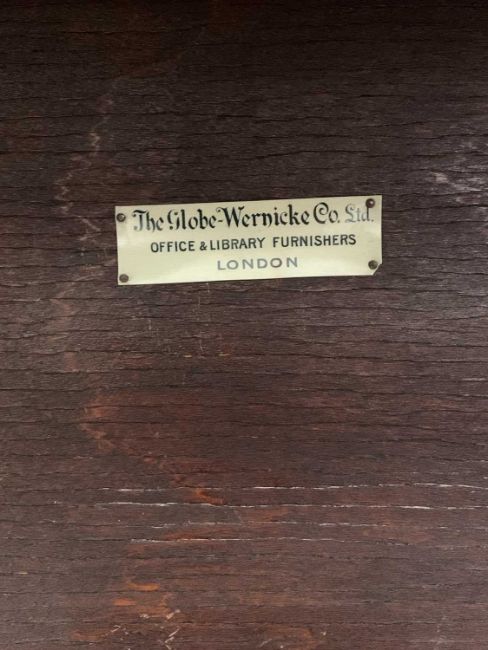 The Globe-Wernicke Co. Ltd.
OFFICE & LIBRARY FURNISHERS
LONDON